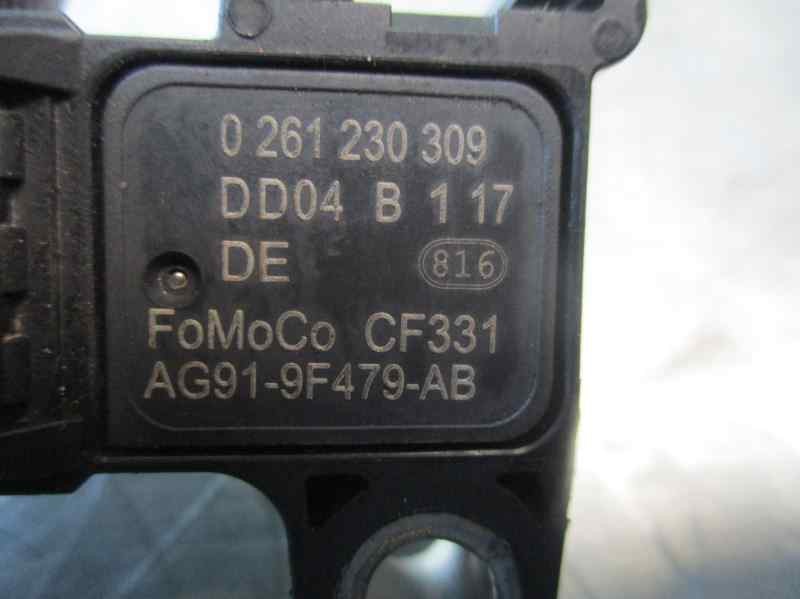 0 261 230 309
DD04 B 1 17
DE 816
FoMoCo CF331
AG91-9F479-AB